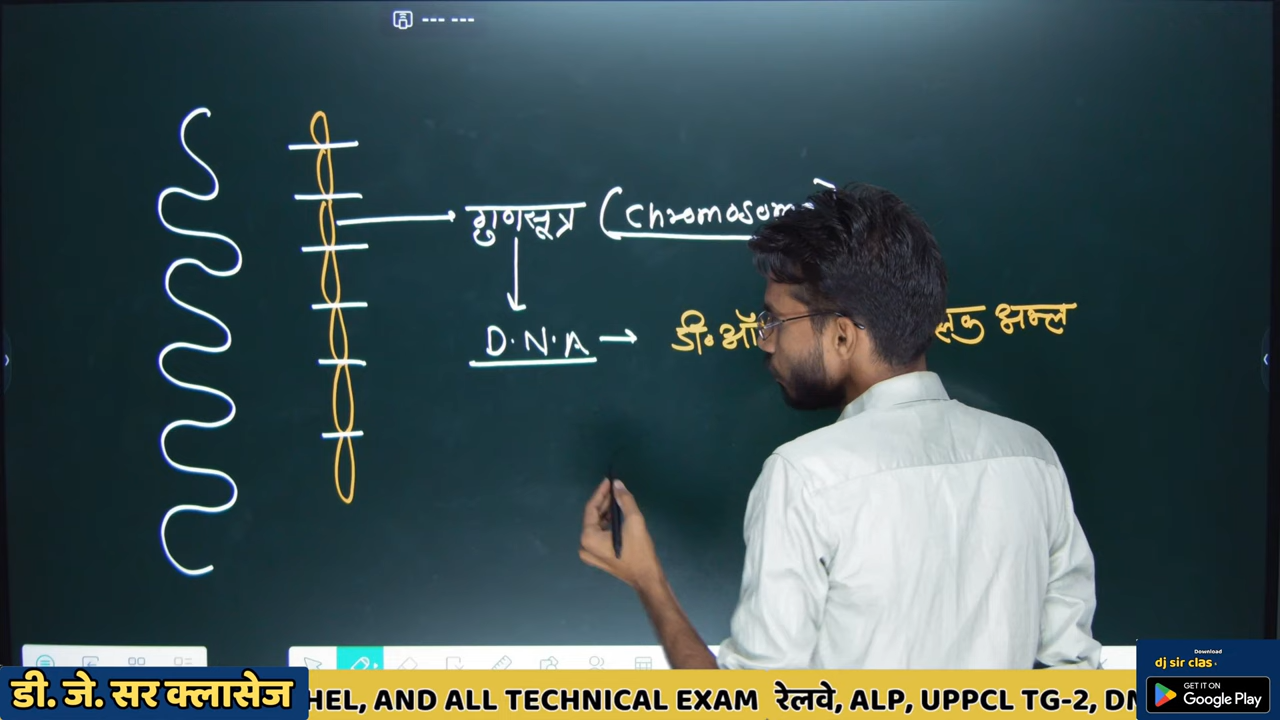 --- ---
गुणसूत्र (Chromosom
D.N.A → डी.ऑ
अम्ल
Download
dj sir clas
डी. जे. सर क्लासेज
HEL, AND ALL TECHNICAL EXAM रेलवे, ALP, UPPCL TG-2, DM
GET IT ON
Google Play